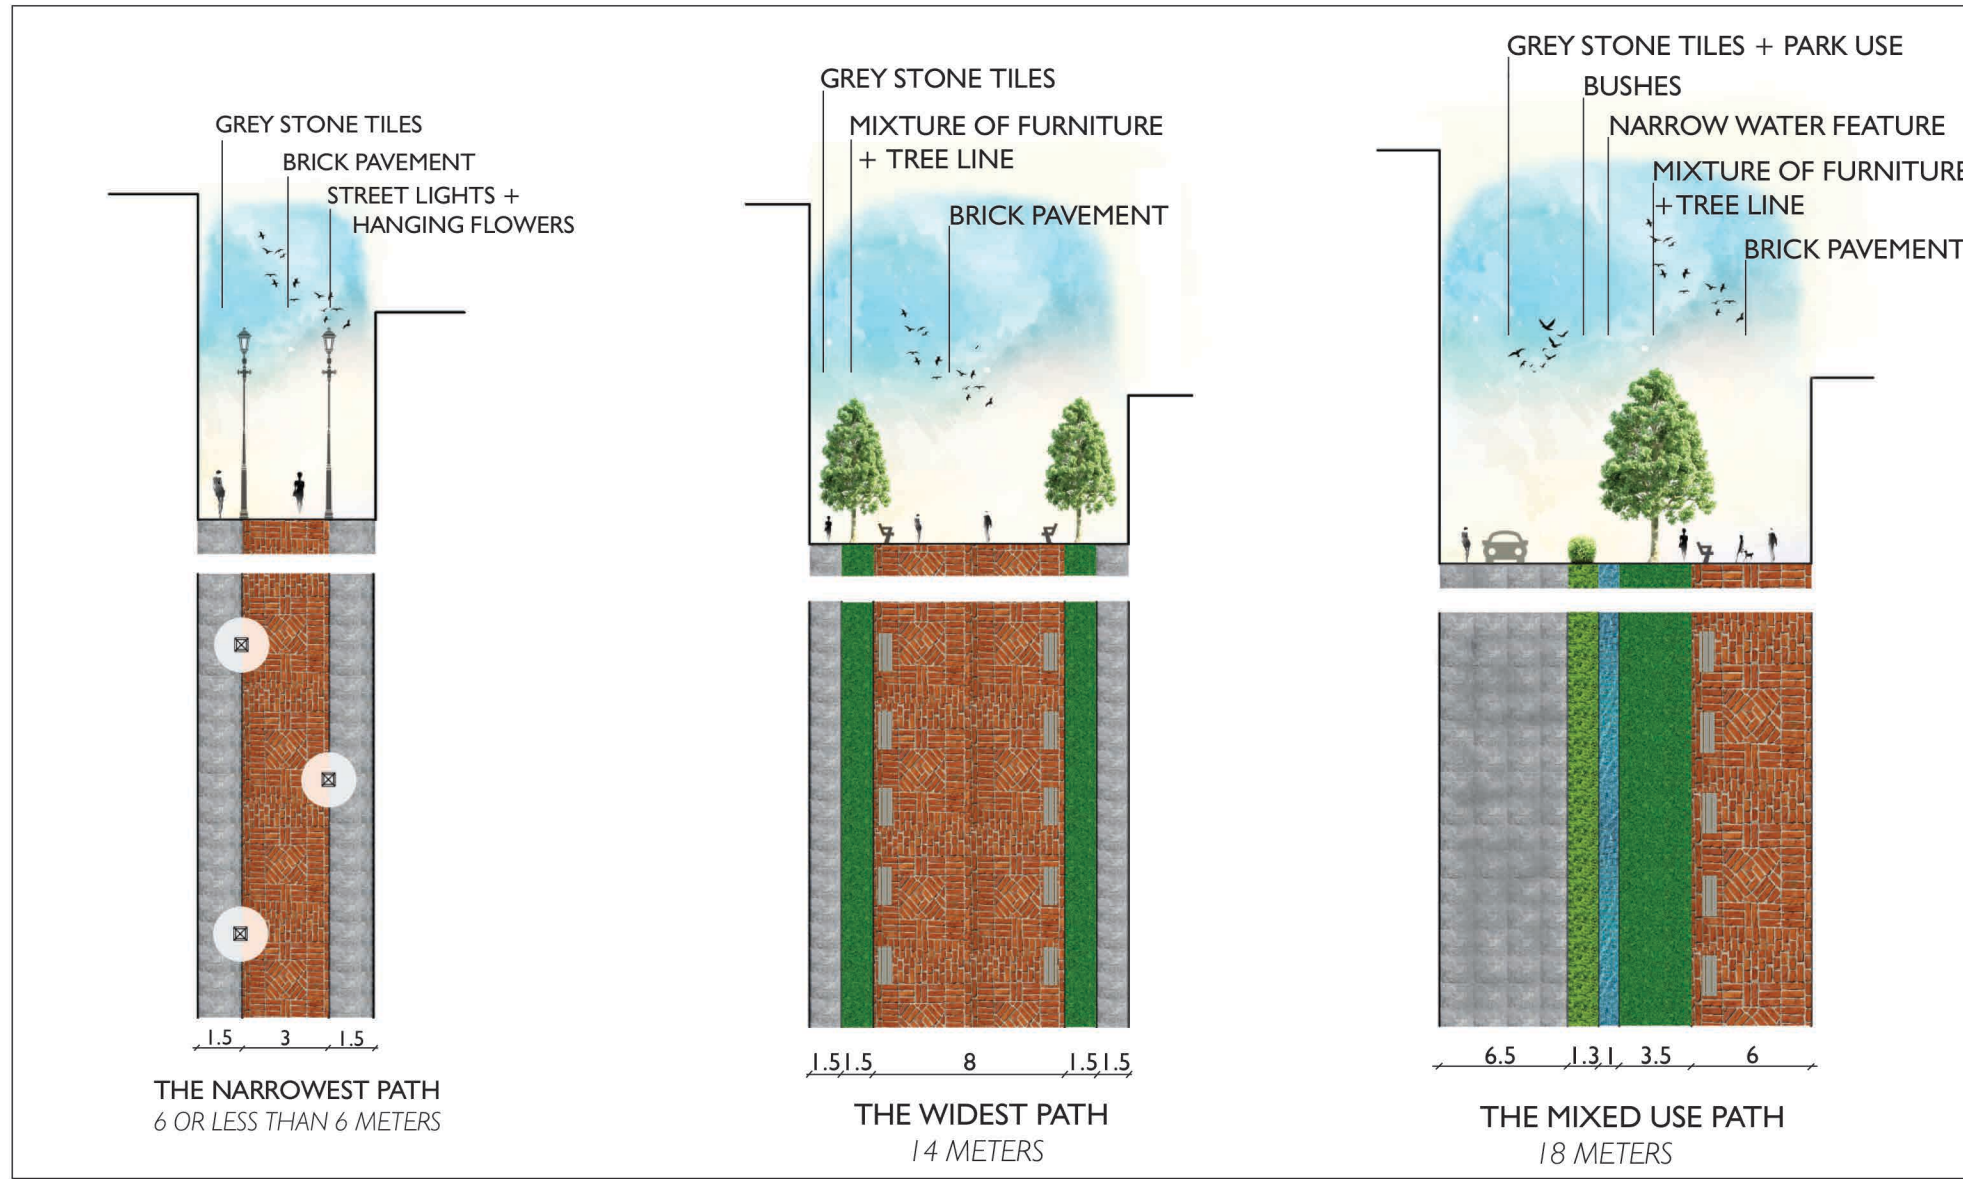 GREY STONE TILES
BRICK PAVEMENT
STREET LIGHTS +
HANGING FLOWERS
1.5 3 1.5
THE NARROWEST PATH
6 OR LESS THAN 6 METERS
GREY STONE TILES
MIXTURE OF FURNITURE
+ TREE LINE
BRICK PAVEMENT
1.5 1.5 8 1.5 1.5
THE WIDEST PATH
14 METERS
GREY STONE TILES + PARK USE
BUSHES
NARROW WATER FEATURE
MIXTURE OF FURNITURE
+ TREE LINE
BRICK PAVEMENT
6.5 1.3 1 3.5 6
THE MIXED USE PATH
18 METERS